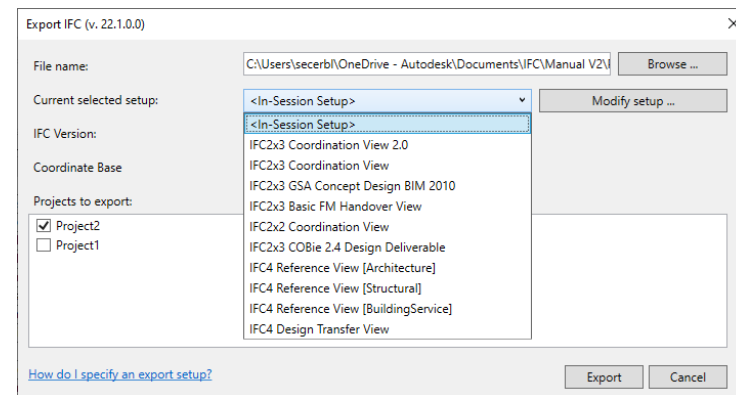 Export IFC (v. 22.1.0.0)
File name:
C:\Users\secerbl\OneDrive - Autodesk\Documents\IFC\Manual V2\
Browse ...
Current selected setup:
<In-Session Setup>
Modify setup ...
<In-Session Setup>
IFC Version:
IFC2x3 Coordination View 2.0
IFC2x3 Coordination View
Coordinate Base
IFC2x3 GSA Concept Design BIM 2010
Projects to export:
IFC2x3 Basic FM Handover View
Project2
IFC2x2 Coordination View
Project1
IFC2x3 COBie 2.4 Design Deliverable
IFC4 Reference View [Architecture]
IFC4 Reference View [Structural]
IFC4 Reference View [BuildingService]
IFC4 Design Transfer View
How do I specify an export setup?
Export
Cancel